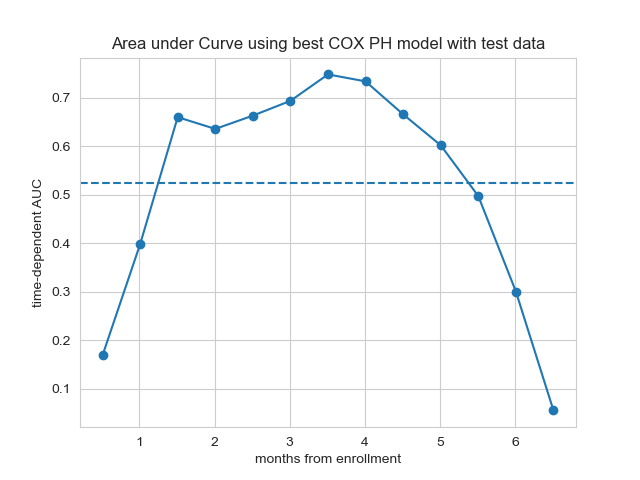 Area under Curve using best COX PH model with test data
time-dependent AUC
0.7
0.6
0.5
0.4
0.3
0.2
0.1
1 2 3 4 5 6
months from enrollment